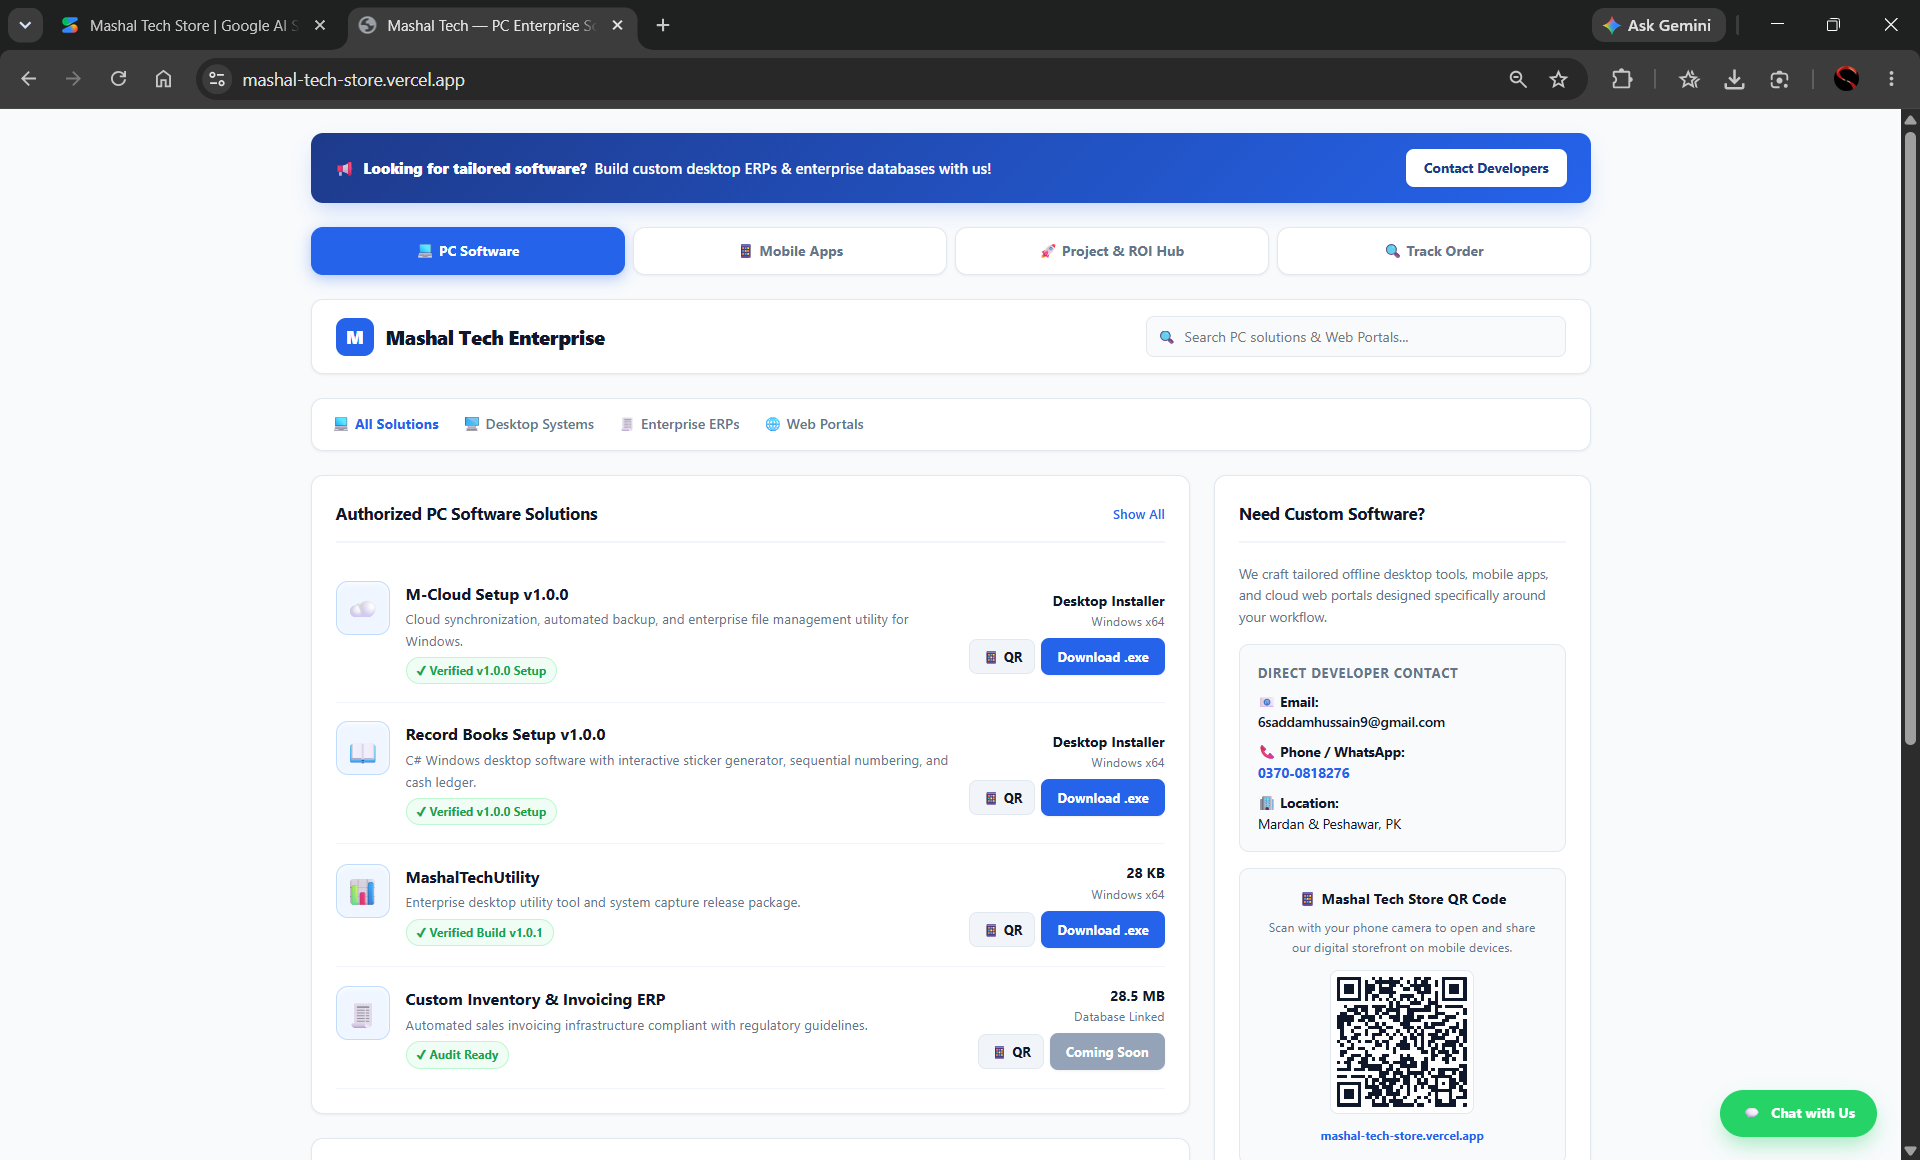 Mashal Tech Store | Google AI S
Mashal Tech — PC Enterprise So
Ask Gemini
mashal-tech-store.vercel.app
Looking for tailored software? Build custom desktop ERPs & enterprise databases with us!
Contact Developers
PC Software
Mobile Apps
Project & ROI Hub
Track Order
M
Mashal Tech Enterprise
Search PC solutions & Web Portals...
All Solutions
Desktop Systems
Enterprise ERPs
Web Portals
Authorized PC Software Solutions
Show All
M-Cloud Setup v1.0.0
Cloud synchronization, automated backup, and enterprise file management utility for
Windows.
✓ Verified v1.0.0 Setup
Desktop Installer
Windows x64
QR
Download .exe
Record Books Setup v1.0.0
C# Windows desktop software with interactive sticker generator, sequential numbering, and
cash ledger.
✓ Verified v1.0.0 Setup
Desktop Installer
Windows x64
QR
Download .exe
MashalTechUtility
Enterprise desktop utility tool and system capture release package.
✓ Verified Build v1.0.1
28 KB
Windows x64
QR
Download .exe
Custom Inventory & Invoicing ERP
Automated sales invoicing infrastructure compliant with regulatory guidelines.
✓ Audit Ready
28.5 MB
Database Linked
QR
Coming Soon
Need Custom Software?
We craft tailored offline desktop tools, mobile apps,
and cloud web portals designed specifically around
your workflow.
DIRECT DEVELOPER CONTACT
Email:
6saddamhussain9@gmail.com
Phone / WhatsApp:
0370-0818276
Location:
Mardan & Peshawar, PK
Mashal Tech Store QR Code
Scan with your phone camera to open and share
our digital storefront on mobile devices.
mashal-tech-store.vercel.app
Chat with Us